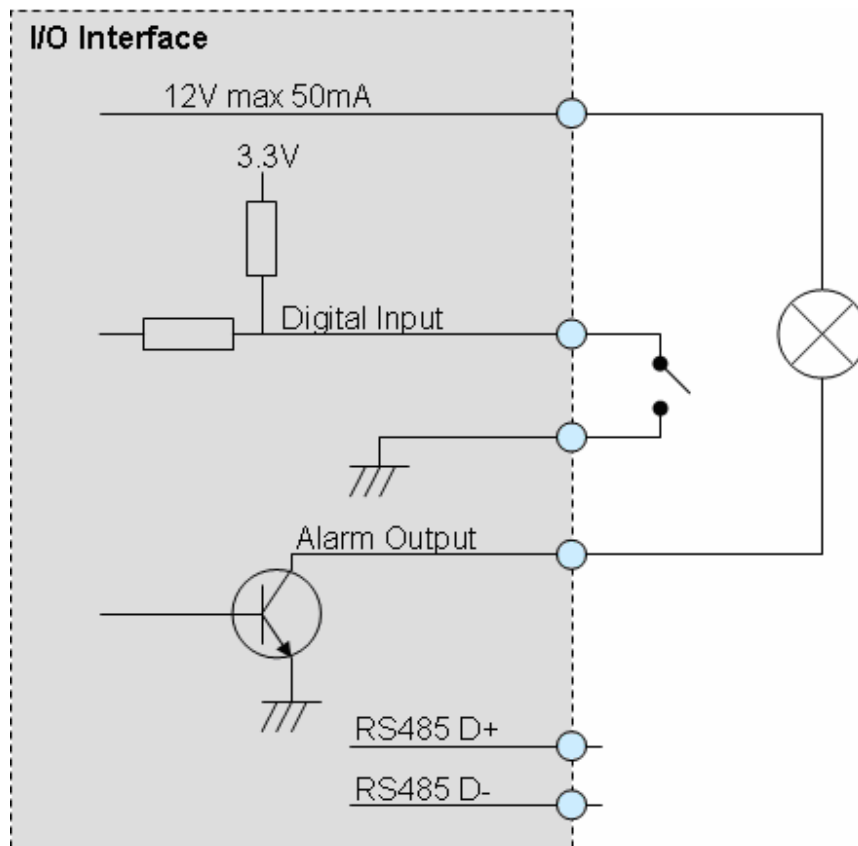 I/O Interface
12V max 50mA
3.3V
Digital Input
Alarm Output
RS485 D+
RS485 D-